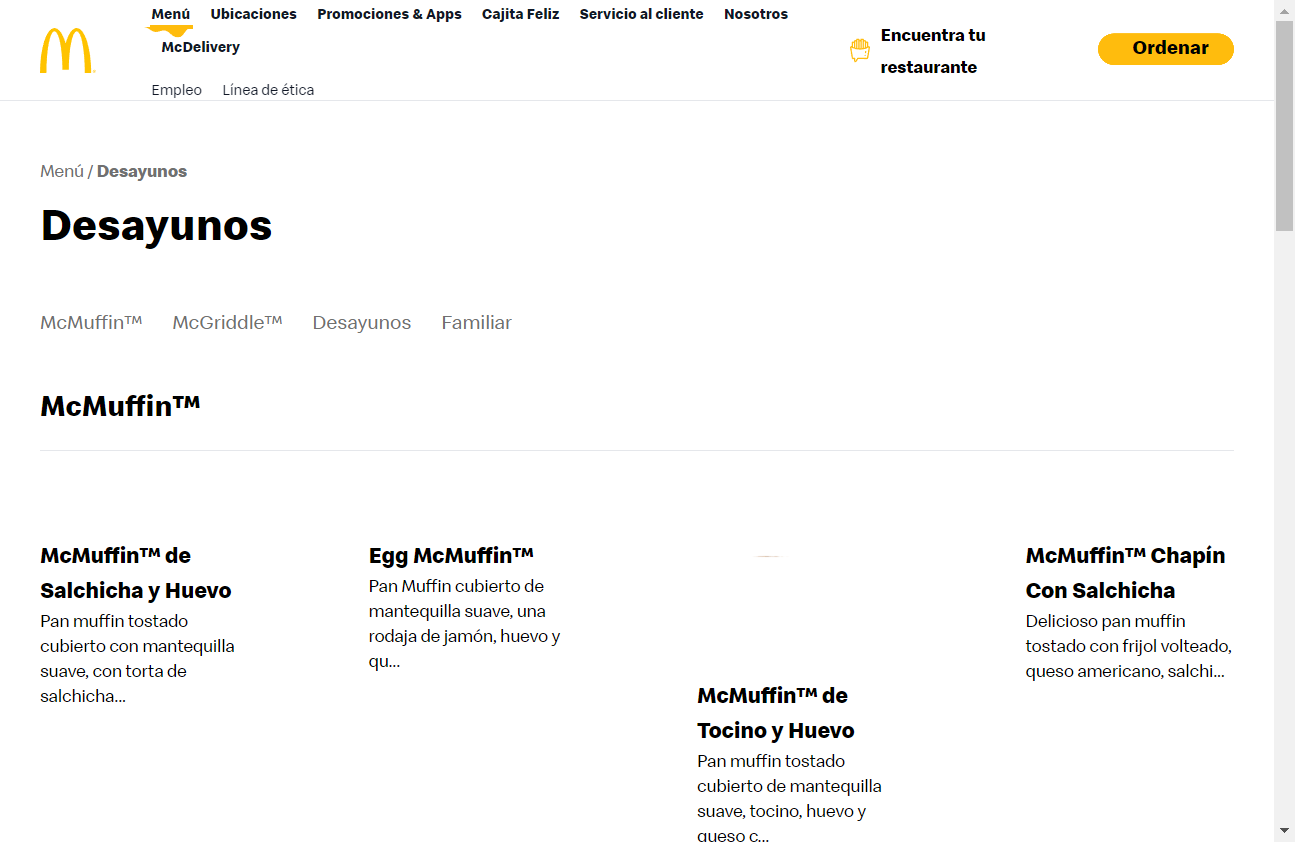 Menú Ubicaciones Promociones & Apps Cajita Feliz Servicio al cliente Nosotros
McDelivery
Empleo Línea de ética
Encuentra tu
restaurante
Ordenar
Menú / Desayunos
Desayunos
McMuffin™ McGriddle™ Desayunos Familiar
McMuffin™
McMuffin™ de
Salchicha y Huevo
Pan muffin tostado
cubierto con mantequilla
suave, con torta de
salchicha...
Egg McMuffin™
Pan Muffin cubierto de
mantequilla suave, una
rodaja de jamón, huevo y
qu...
McMuffin™ de
Tocino y Huevo
Pan muffin tostado
cubierto de mantequilla
suave, tocino, huevo y
queso c...
McMuffin™ Chapín
Con Salchicha
Delicioso pan muffin
tostado con frijol volteado,
queso americano, salchi...